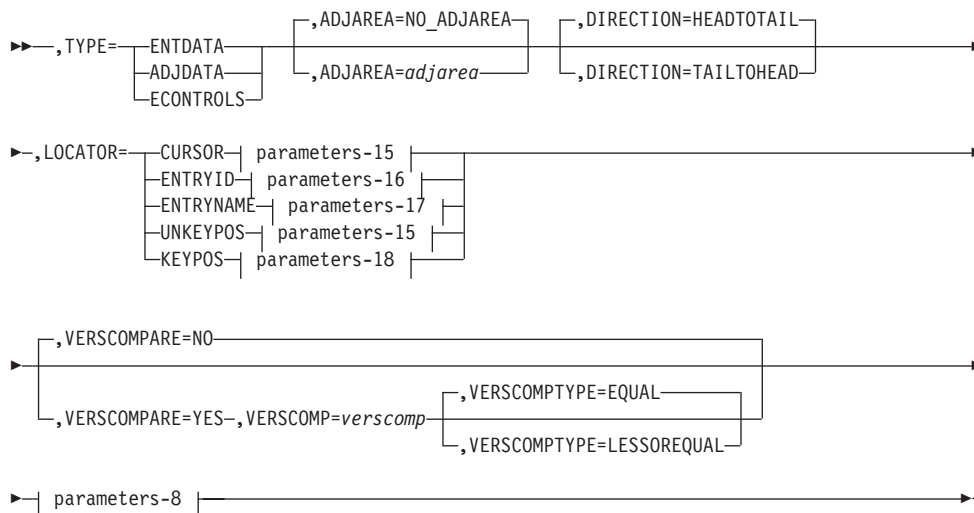 ,ADJAREA=NO_ADJAREA ,DIRECTION=HEADTOTAIL
,TYPE= ENTDATA
ADJDATA ,ADJAREA=adjarea ,DIRECTION=TAILTOHEAD
ECONTROLS
,LOCATOR= CURSOR parameters-15
ENTRYID parameters-16
ENTRYNAME parameters-17
UNKEYPOS parameters-15
KEYPOS parameters-18
,VERSCOMPARE=NO
,VERSCOMPTYPE=EQUAL
,VERSCOMPARE=YES ,VERSCOMP=verscomp
,VERSCOMPTYPE=LESSOREQUAL
parameters-8